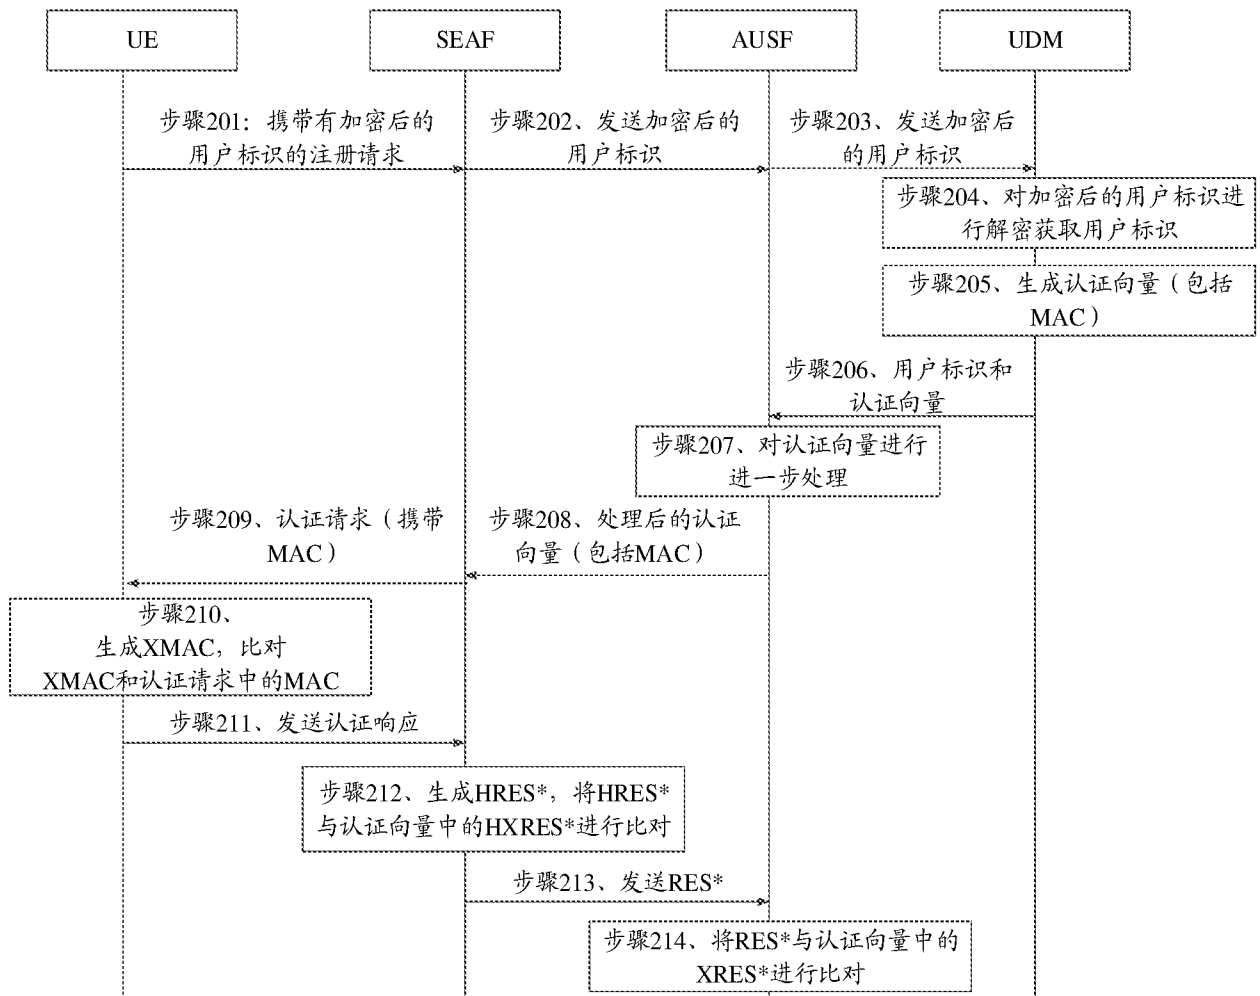 UE
SEAF
AUSF
UDM
步骤201：携带有加密后的
用户标识的注册请求
步骤202、发送加密后的
用户标识
步骤203、发送加密后
的用户标识
步骤204、对加密后的用户标识进
行解密获取用户标识
步骤205、生成认证向量（包括
MAC）
步骤206、用户标识和
认证向量
步骤207、对认证向量进行
进一步处理
步骤209、认证请求（携带
MAC）
步骤208、处理后的认证
向量（包括MAC）
步骤210、
生成XMAC，比对
XMAC和认证请求中的MAC
步骤211、发送认证响应
步骤212、生成HRES*，将HRES*
与认证向量中的HXRES*进行比对
步骤213、发送RES*
步骤214、将RES*与认证向量中的
XRES*进行比对